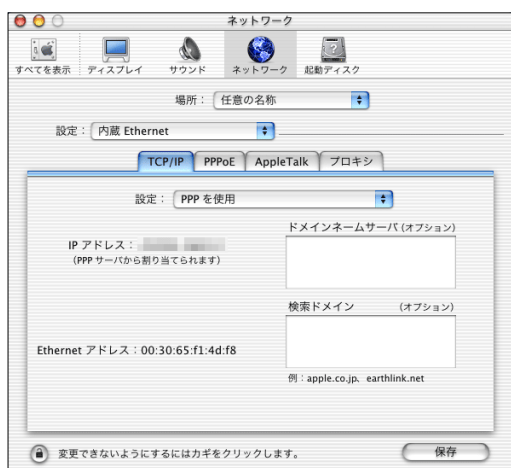 ネットワーク
すべてを表示 ディスプレイ サウンド ネットワーク 起動ディスク
場所： 任意の名称
設定： 内蔵 Ethernet
TCP/IP PPPoE AppleTalk プロキシ
設定： PPP を使用
ドメインネームサーバ (オプション)
IP アドレス：
(PPP サーバから割り当てられます)
検索ドメイン (オプション)
Ethernet アドレス：00:30:65:f1:4d:f8
例：apple.co.jp、earthlink.net
変更できないようにするにはカギをクリックします。 保存